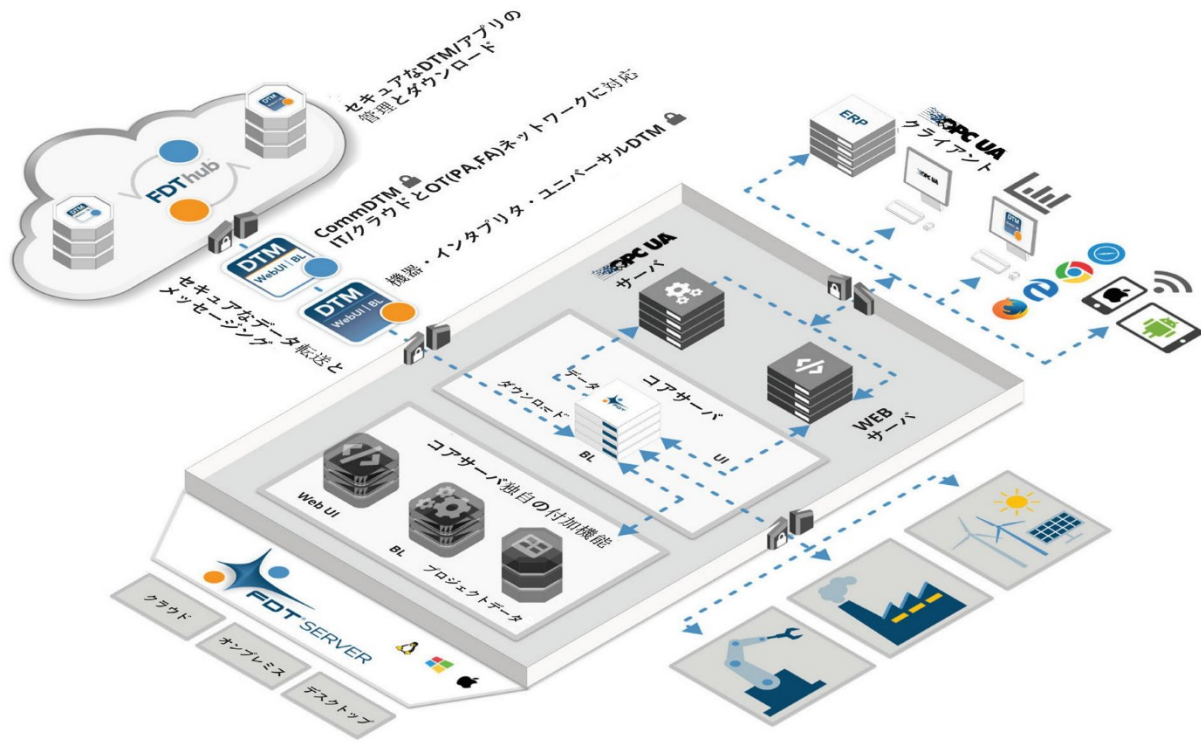 セキュアなDTM/アプリの
管理とダウンロード
DTM
FDT hub
DTM
CommDTM
IT/クラウドとOT(PA,FA)ネットワークに対応
機器・インタプリタ・ユニバーサルDTM
DTM
WebUI | BL
DTM
WebUI | BL
セキュアなデータ転送と
メッセージング
ERP
OPC UA
クライアント
OPC UA
DTM
OPC UA
サーバ
WEB
サーバ
コアサーバ
データ
ダウンロード
BL
UI
コアサーバ独自の付加機能
Web UI
BL
プロジェクトデータ
FDT® SERVER
クラウド
オンプレミス
デスクトップ